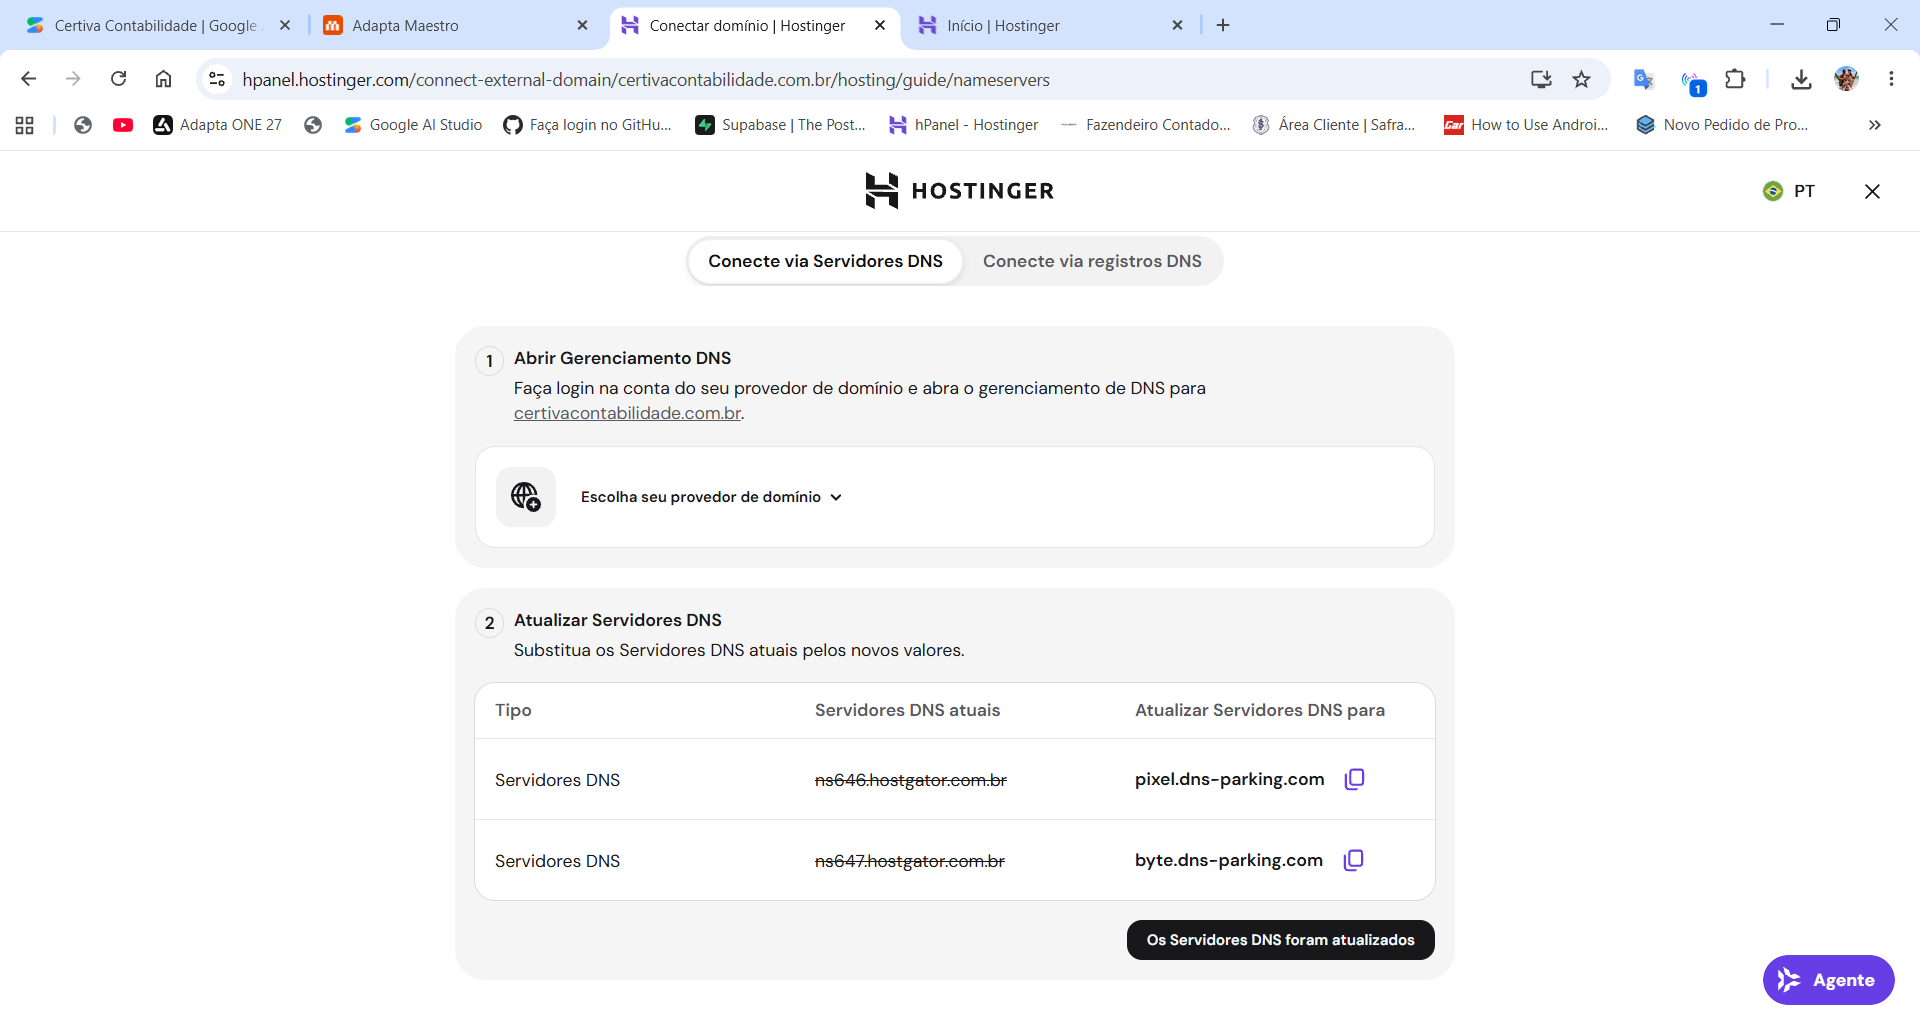 Certiva Contabilidade | Google
Adapta Maestro
Conectar domínio | Hostinger
Início | Hostinger
hpanel.hostinger.com/connect-external-domain/certivacontabilidade.com.br/hosting/guide/nameservers
1
Adapta ONE 27
Google AI Studio
Faça login no GitHu...
Supabase | The Post...
hPanel - Hostinger
Fazendeiro Contado...
Área Cliente | Safra...
How to Use Androi...
Novo Pedido de Pro...
HOSTINGER
PT
Conecte via Servidores DNS
Conecte via registros DNS
1
Abrir Gerenciamento DNS
Faça login na conta do seu provedor de domínio e abra o gerenciamento de DNS para
certivacontabilidade.com.br.
Escolha seu provedor de domínio
2
Atualizar Servidores DNS
Substitua os Servidores DNS atuais pelos novos valores.
Tipo
Servidores DNS atuais
Atualizar Servidores DNS para
Servidores DNS
ns646.hostgator.com.br
pixel.dns-parking.com
Servidores DNS
ns647.hostgator.com.br
byte.dns-parking.com
Os Servidores DNS foram atualizados
Agente